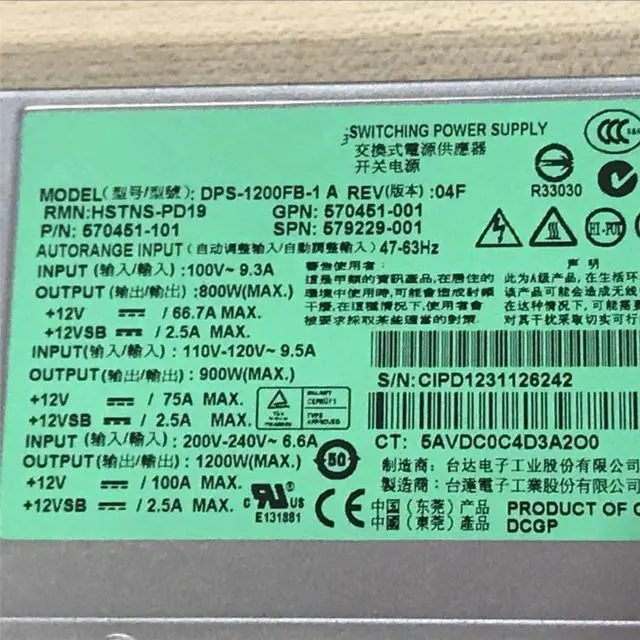 SWITCHING POWER SUPPLY
交換式電源供應器
开关电源
R33030
MODEL(型号/型號): DPS-1200FB-1 A REV(版本) :04F
RMN:HSTNS-PD19 GPN: 570451-001
P/N: 570451-101 SPN: 579229-001
AUTORANGE INPUT (自动调整输入/自動調整輸入) 47-63Hz
INPUT (输入/輸入) :100V~ 9.3A
OUTPUT (输出/輸出) :800W(MAX.)
+12V / 66.7A MAX.
+12VSB / 2.5A MAX.
INPUT(输入/輸入) : 110V-120V~ 9.5A
OUTPUT (输出/輸出) : 900W(MAX.)
+12V / 75A MAX.
+12VSB / 2.5A MAX.
INPUT (输入/輸入) : 200V-240V~ 6.6A
OUTPUT (输出/輸出) : 1200W(MAX.)
+12V / 100A MAX.
+12VSB / 2.5A MAX.
HI-POT
警告使用者:
這是甲類的資訊產品,在居住的
環境中使用時,可能會造成射頻
干擾,在這種情況下,使用者會
被要求採取某些適當的對策.
声 明
此为A级产品,在生活环
该产品可能会造成无线
在这种情况下,可能需
对其干扰采取切实可行
S/N:CIPD1231126242
CT: 5AVDC0C4D3A2O0
制造商: 台达电子工业股份有限公司
製造商: 台達電子工業股份有限公
50
c US
E131881
CE
中国(东莞)产品 PRODUCT OF C
中國(東莞)產品 DCGP